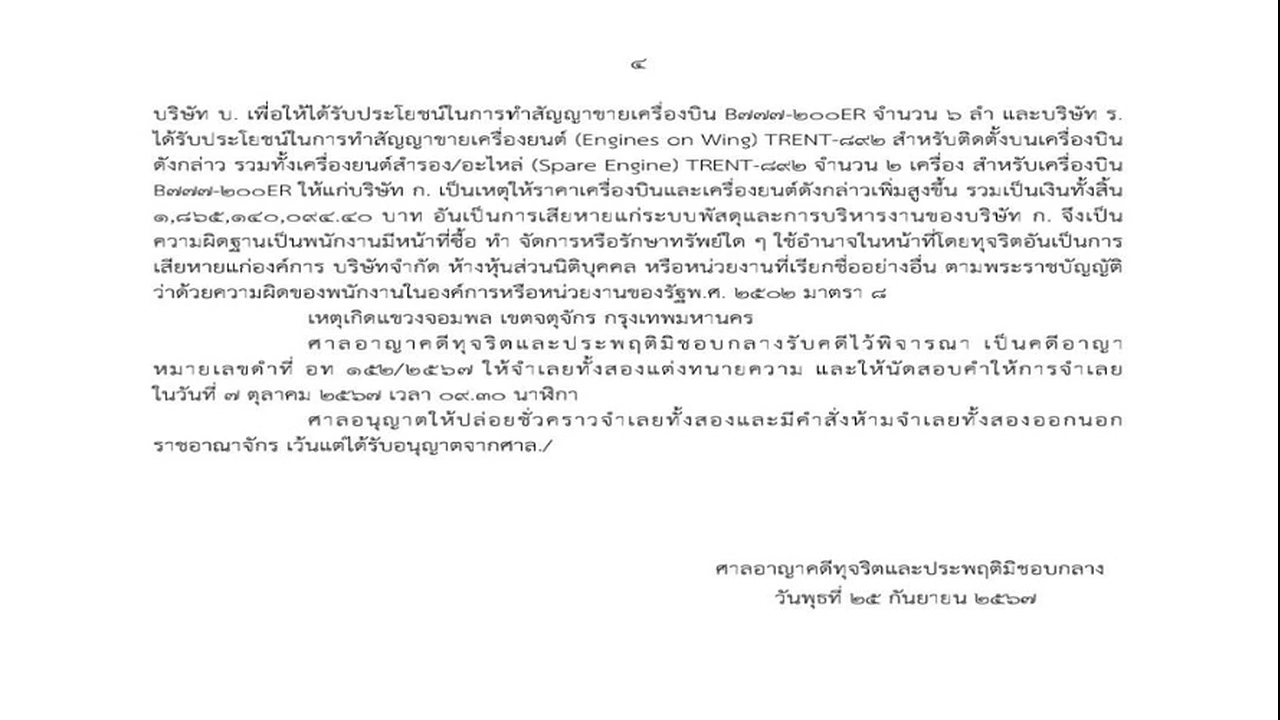 ๔
บริษัท บ. เพื่อให้ได้รับประโยชน์ในการทำสัญญาขายเครื่องบิน B๗๗๗-๒๐๐ER จำนวน ๖ ลำ และบริษัท ร.
ได้รับประโยชน์ในการทำสัญญาขายเครื่องยนต์ (Engines on Wing) TRENT-๘๙๒ สำหรับติดตั้งบนเครื่องบิน
ดังกล่าว รวมทั้งเครื่องยนต์สำรอง/อะไหล่ (Spare Engine) TRENT-๘๙๒ จำนวน ๒ เครื่อง สำหรับเครื่องบิน
B๗๗๗-๒๐๐ER ให้แก่บริษัท ก. เป็นเหตุให้ราคาเครื่องบินและเครื่องยนต์ดังกล่าวเพิ่มสูงขึ้น รวมเป็นเงินทั้งสิ้น
๑,๘๖๕,๑๔๐,๐๙๔.๔๐ บาท อันเป็นการเสียหายแก่ระบบพัสดุและการบริหารงานของบริษัท ก. จึงเป็น
ความผิดฐานเป็นพนักงานมีหน้าที่ซื้อ ทำ จัดการหรือรักษาทรัพย์ใด ๆ ใช้อำนาจในหน้าที่โดยทุจริตอันเป็นการ
เสียหายแก่องค์การ บริษัทจำกัด ห้างหุ้นส่วนนิติบุคคล หรือหน่วยงานที่เรียกชื่ออย่างอื่น ตามพระราชบัญญัติ
ว่าด้วยความผิดของพนักงานในองค์การหรือหน่วยงานของรัฐพ.ศ. ๒๕๐๒ มาตรา ๘
เหตุเกิดแขวงจอมพล เขตจตุจักร กรุงเทพมหานคร
ศาลอาญาคดีทุจริตและประพฤติมิชอบกลางรับคดีไว้พิจารณา เป็นคดีอาญา
หมายเลขดำที่ อท ๑๕๒/๒๕๖๗ ให้จำเลยทั้งสองแต่งทนายความ และให้นัดสอบคำให้การจำเลย
ในวันที่ ๗ ตุลาคม ๒๕๖๗ เวลา ๐๙.๓๐ นาฬิกา
ศาลอนุญาตให้ปล่อยชั่วคราวจำเลยทั้งสองและมีคำสั่งห้ามจำเลยทั้งสองออกนอก
ราชอาณาจักร เว้นแต่ได้รับอนุญาตจากศาล./
ศาลอาญาคดีทุจริตและประพฤติมิชอบกลาง
วันพุธที่ ๒๕ กันยายน ๒๕๖๗